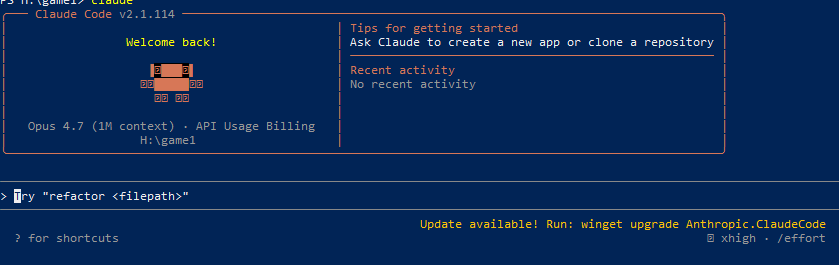 PS H:\game1> claude
Claude Code v2.1.114
Welcome back!
Opus 4.7 (1M context) · API Usage Billing
H:\game1
Tips for getting started
Ask Claude to create a new app or clone a repository
Recent activity
No recent activity
> Try "refactor <filepath>"
Update available! Run: winget upgrade Anthropic.ClaudeCode
? for shortcuts
xhigh · /effort